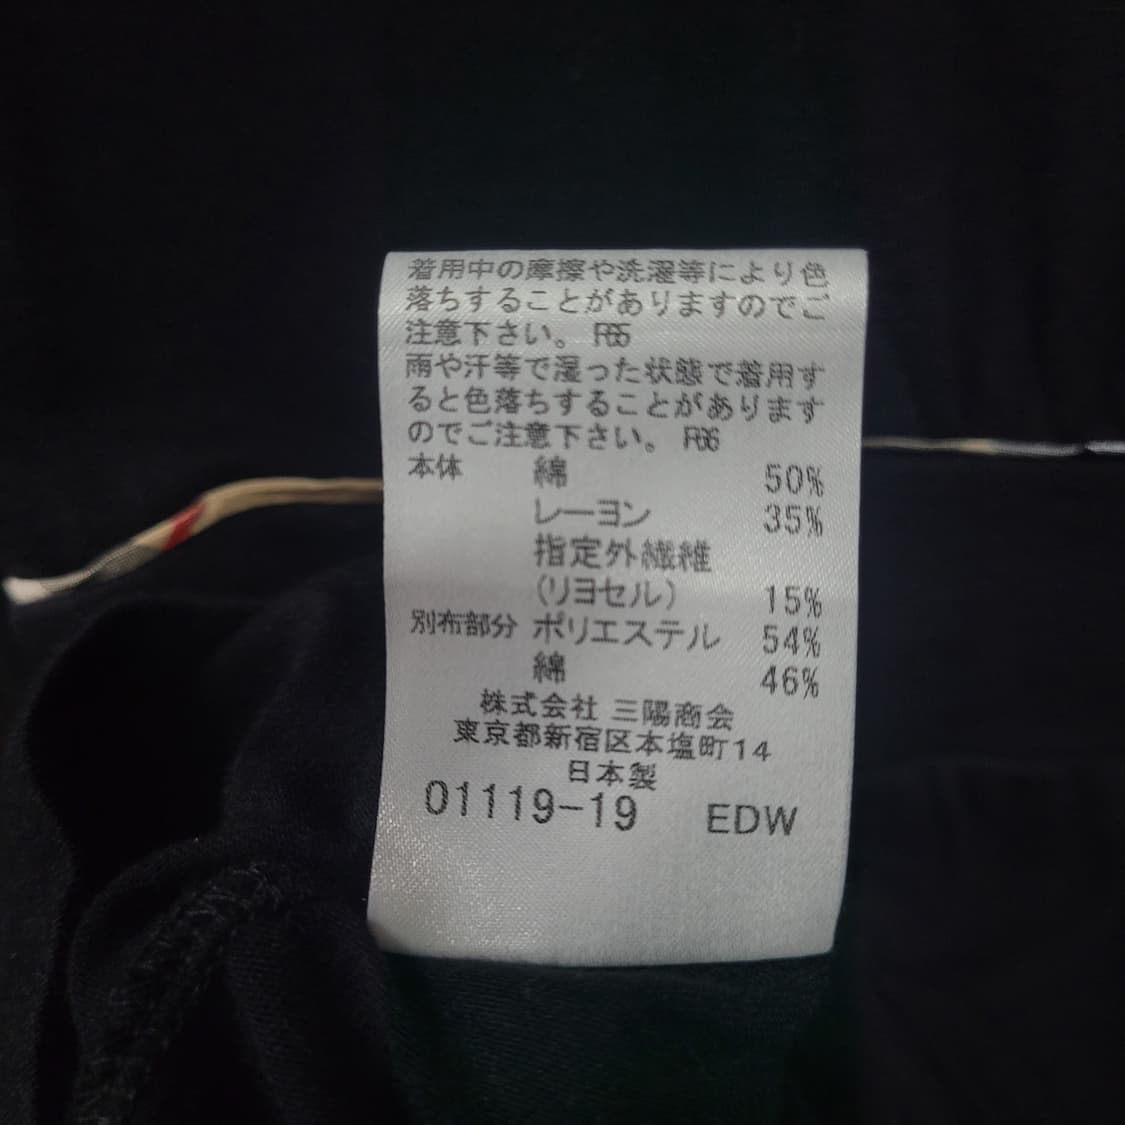 着用中の摩擦や洗濯等により色
落ちすることがありますのでご
注意下さい。 F65
雨や汗等で湿った状態で着用す
ると色落ちすることがあります
のでご注意下さい。 F66
本体 綿 50%
レーヨン 35%
指定外繊維
(リヨセル) 15%
別布部分 ポリエステル 54%
綿 46%
株式会社 三陽商会
東京都新宿区本塩町14
日本製
01119-19 EDW